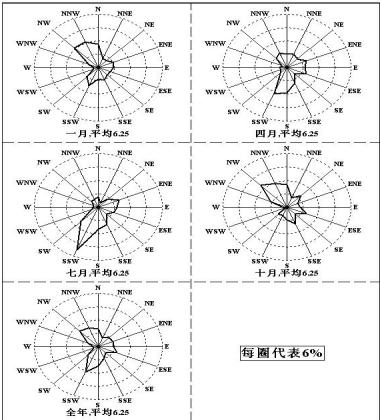 N
NNW NNE
NW NE
WNW ENE
W E
WSW ESE
SW SE
SSW SSE
S
一月,平均6.25
N
NNW NNE
NW NE
WNW ENE
W E
WSW ESE
SW SE
SSW SSE
S
四月,平均6.25
N
NNW NNE
NW NE
WNW ENE
W E
WSW ESE
SW SE
SSW SSE
S
七月,平均6.25
N
NNW NNE
NW NE
WNW ENE
W E
WSW ESE
SW SE
SSW SSE
S
十月,平均6.25
N
NNW NNE
NW NE
WNW ENE
W E
WSW ESE
SW SE
SSW SSE
S
全年,平均6.25
每圈代表6%